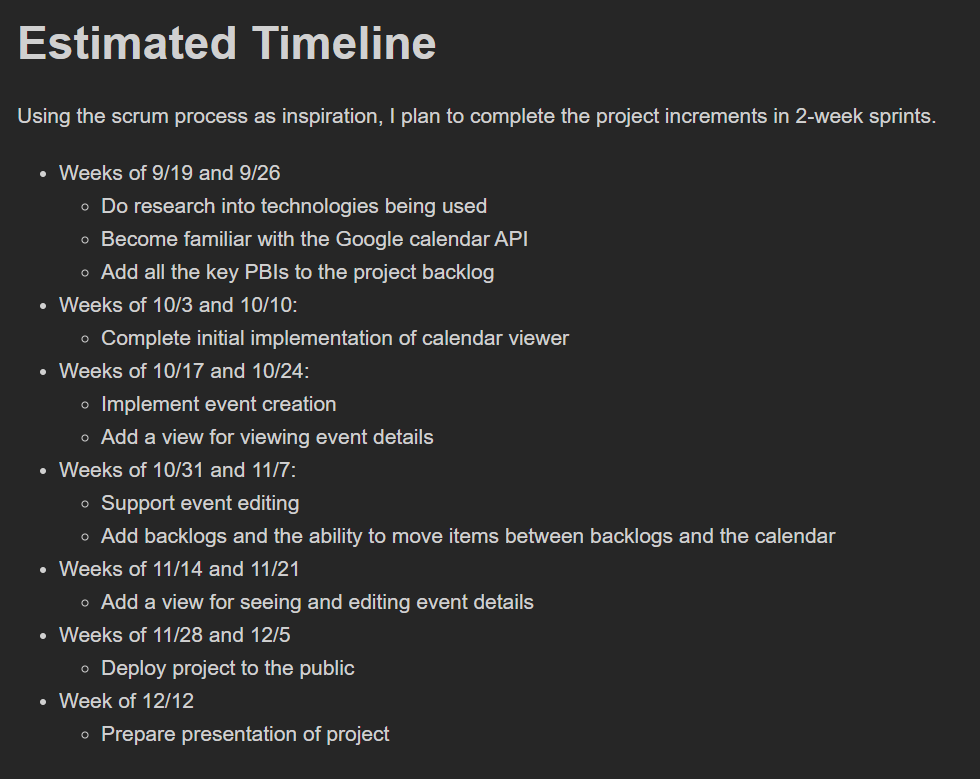 Estimated Timeline
Using the scrum process as inspiration, I plan to complete the project increments in 2-week sprints.
Weeks of 9/19 and 9/26
Do research into technologies being used
Become familiar with the Google calendar API
Add all the key PBIs to the project backlog
Weeks of 10/3 and 10/10:
Complete initial implementation of calendar viewer
Weeks of 10/17 and 10/24:
Implement event creation
Add a view for viewing event details
Weeks of 10/31 and 11/7:
Support event editing
Add backlogs and the ability to move items between backlogs and the calendar
Weeks of 11/14 and 11/21
Add a view for seeing and editing event details
Weeks of 11/28 and 12/5
Deploy project to the public
Week of 12/12
Prepare presentation of project